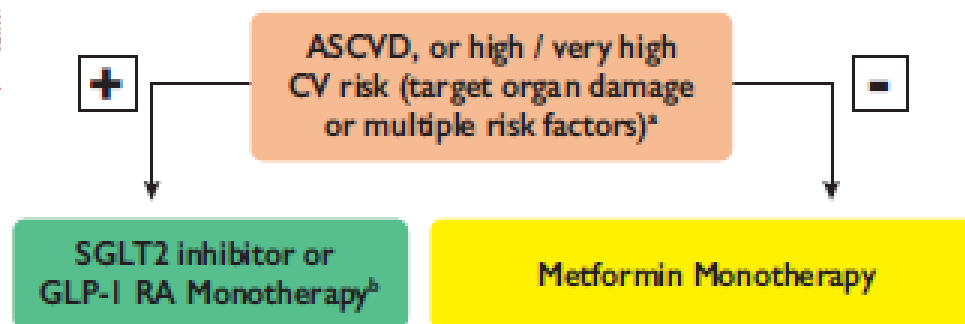 ASCVD, or high / very high
+
CV risk (target organ damage
-
or multiple risk factors)ᵃ
SGLT2 inhibitor or
GLP-1 RA Monotherapyᵇ
Metformin Monotherapy